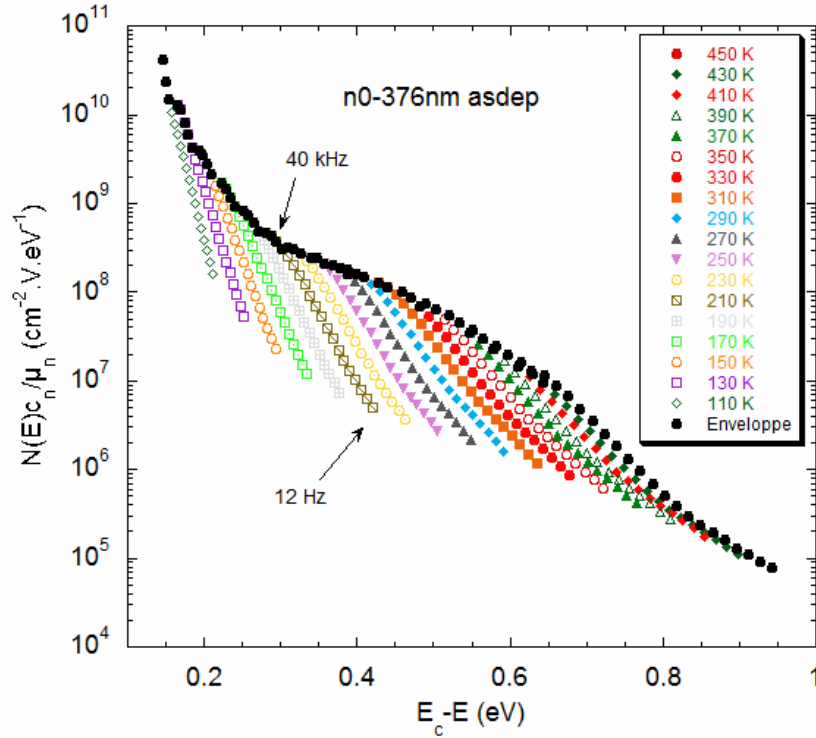 10^11
10^10
10^9
10^8
10^7
10^6
10^5
10^4
N(E)c_n/μ_n (cm^-2.V.eV^-1)
n0-376nm asdep
40 kHz
12 Hz
450 K
430 K
410 K
390 K
370 K
350 K
330 K
310 K
290 K
270 K
250 K
230 K
210 K
190 K
170 K
150 K
130 K
110 K
Enveloppe
0.2 0.4 0.6 0.8 1
E_c-E (eV)